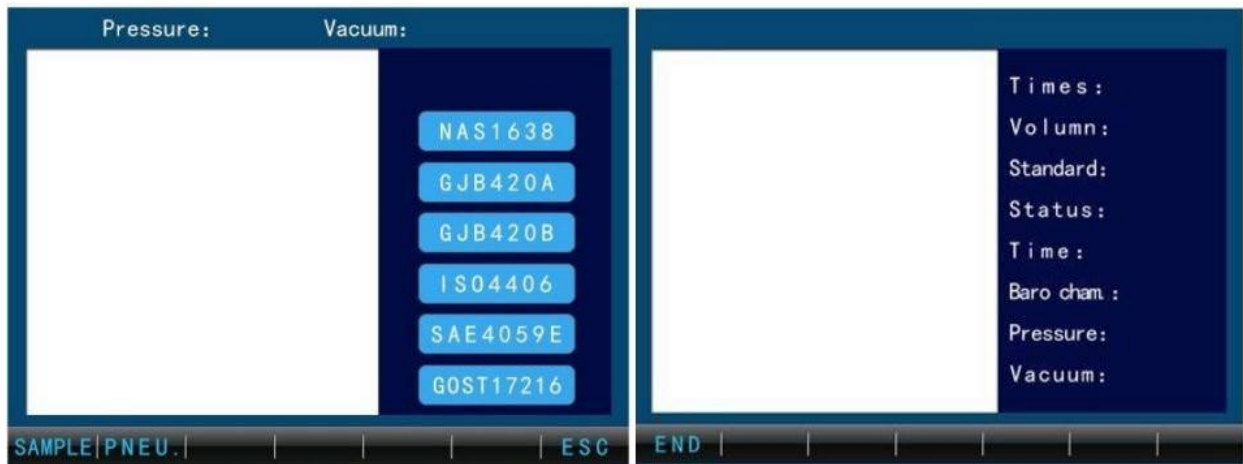 Pressure: Vacuum:
NAS1638
GJB420A
GJB420B
ISO4406
SAE4059E
GOST17216
SAMPLE PNEU. ESC
Times:
Volumn:
Standard:
Status:
Time:
Baro cham.:
Pressure:
Vacuum:
END